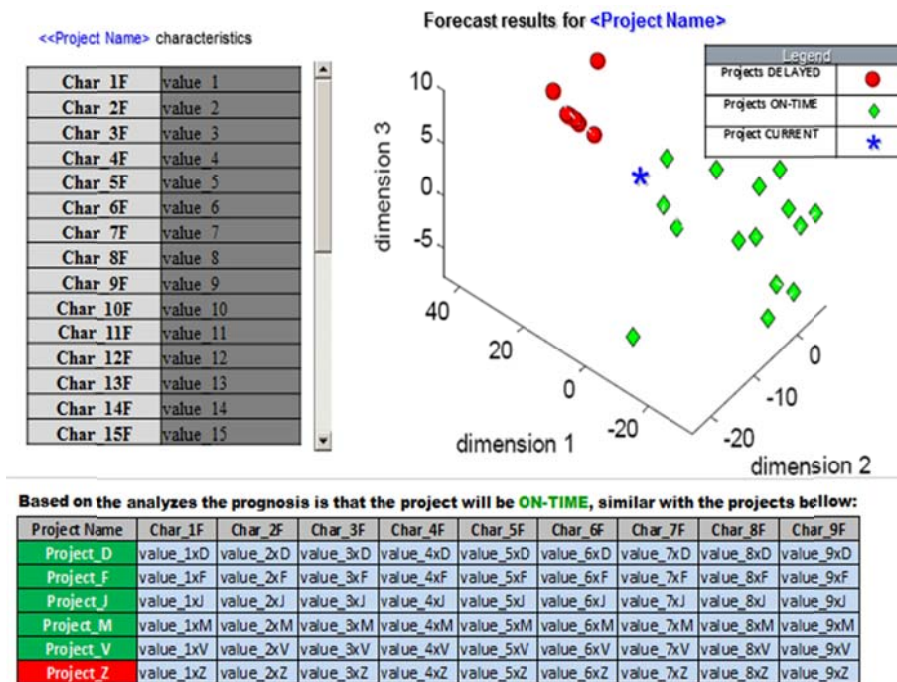 <<Project Name> characteristics
Char_1F value_1
Char_2F value_2
Char_3F value_3
Char_4F value_4
Char_5F value_5
Char_6F value_6
Char_7F value_7
Char_8F value_8
Char_9F value_9
Char_10F value_10
Char_11F value_11
Char_12F value_12
Char_13F value_13
Char_14F value_14
Char_15F value_15
Forecast results for <Project Name>
Legend
Projects DELAYED
Projects ON-TIME
Project CURRENT
10
5
0
-5
dimension 3
40
20
0
-20
dimension 1
0
-10
-20
dimension 2
Based on the analyzes the prognosis is that the project will be ON-TIME, similar with the projects bellow:
Project Name Char_1F Char_2F Char_3F Char_4F Char_5F Char_6F Char_7F Char_8F Char_9F
Project_D value_1xD value_2xD value_3xD value_4xD value_5xD value_6xD value_7xD value_8xD value_9xD
Project_F value_1xF value_2xF value_3xF value_4xF value_5xF value_6xF value_7xF value_8xF value_9xF
Project_J value_1xJ value_2xJ value_3xJ value_4xJ value_5xJ value_6xJ value_7xJ value_8xJ value_9xJ
Project_M value_1xM value_2xM value_3xM value_4xM value_5xM value_6xM value_7xM value_8xM value_9xM
Project_V value_1xV value_2xV value_3xV value_4xV value_5xV value_6xV value_7xV value_8xV value_9xV
Project_Z value_1xZ value_2xZ value_3xZ value_4xZ value_5xZ value_6xZ value_7xZ value_8xZ value_9xZ